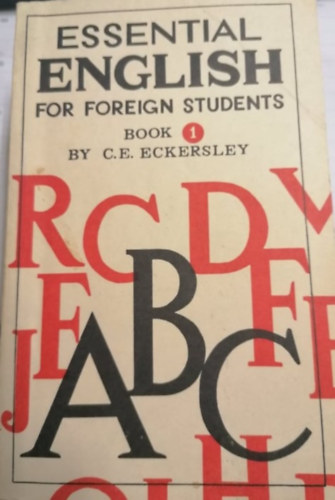 ESSENTIAL
ENGLISH
FOR FOREIGN STUDENTS
BOOK 1
BY C.E. ECKERSLEY
R C D V
J E A B C F E
H